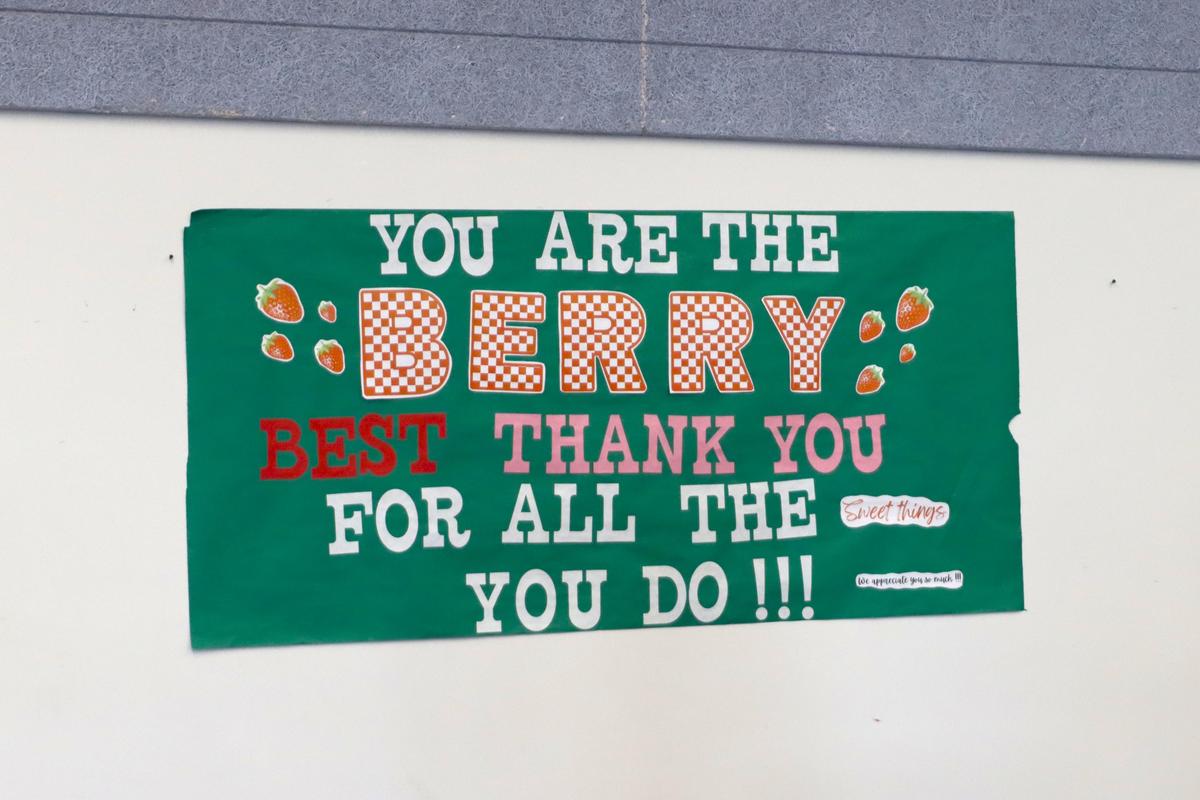 YOU ARE THE
BERRY
BEST THANK YOU
FOR ALL THE Sweet things
YOU DO !!!
We appreciate you so much !!!